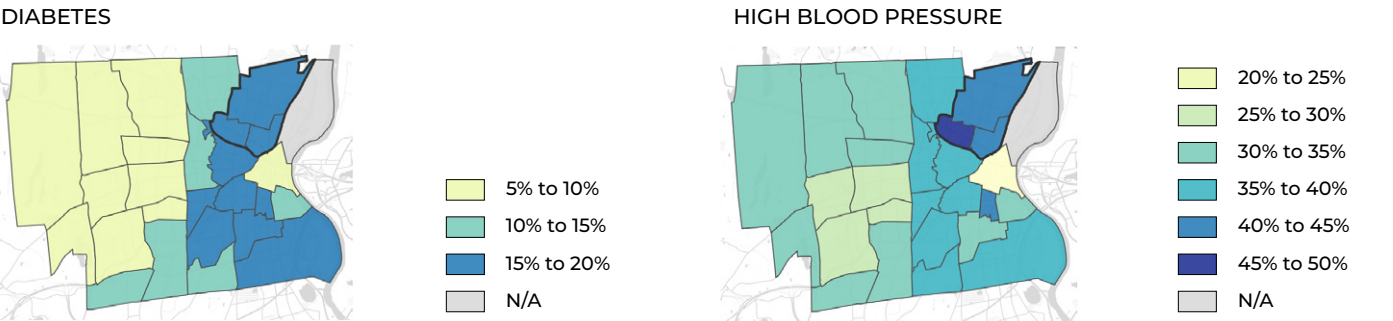 DIABETES
5% to 10%
10% to 15%
15% to 20%
N/A
HIGH BLOOD PRESSURE
20% to 25%
25% to 30%
30% to 35%
35% to 40%
40% to 45%
45% to 50%
N/A